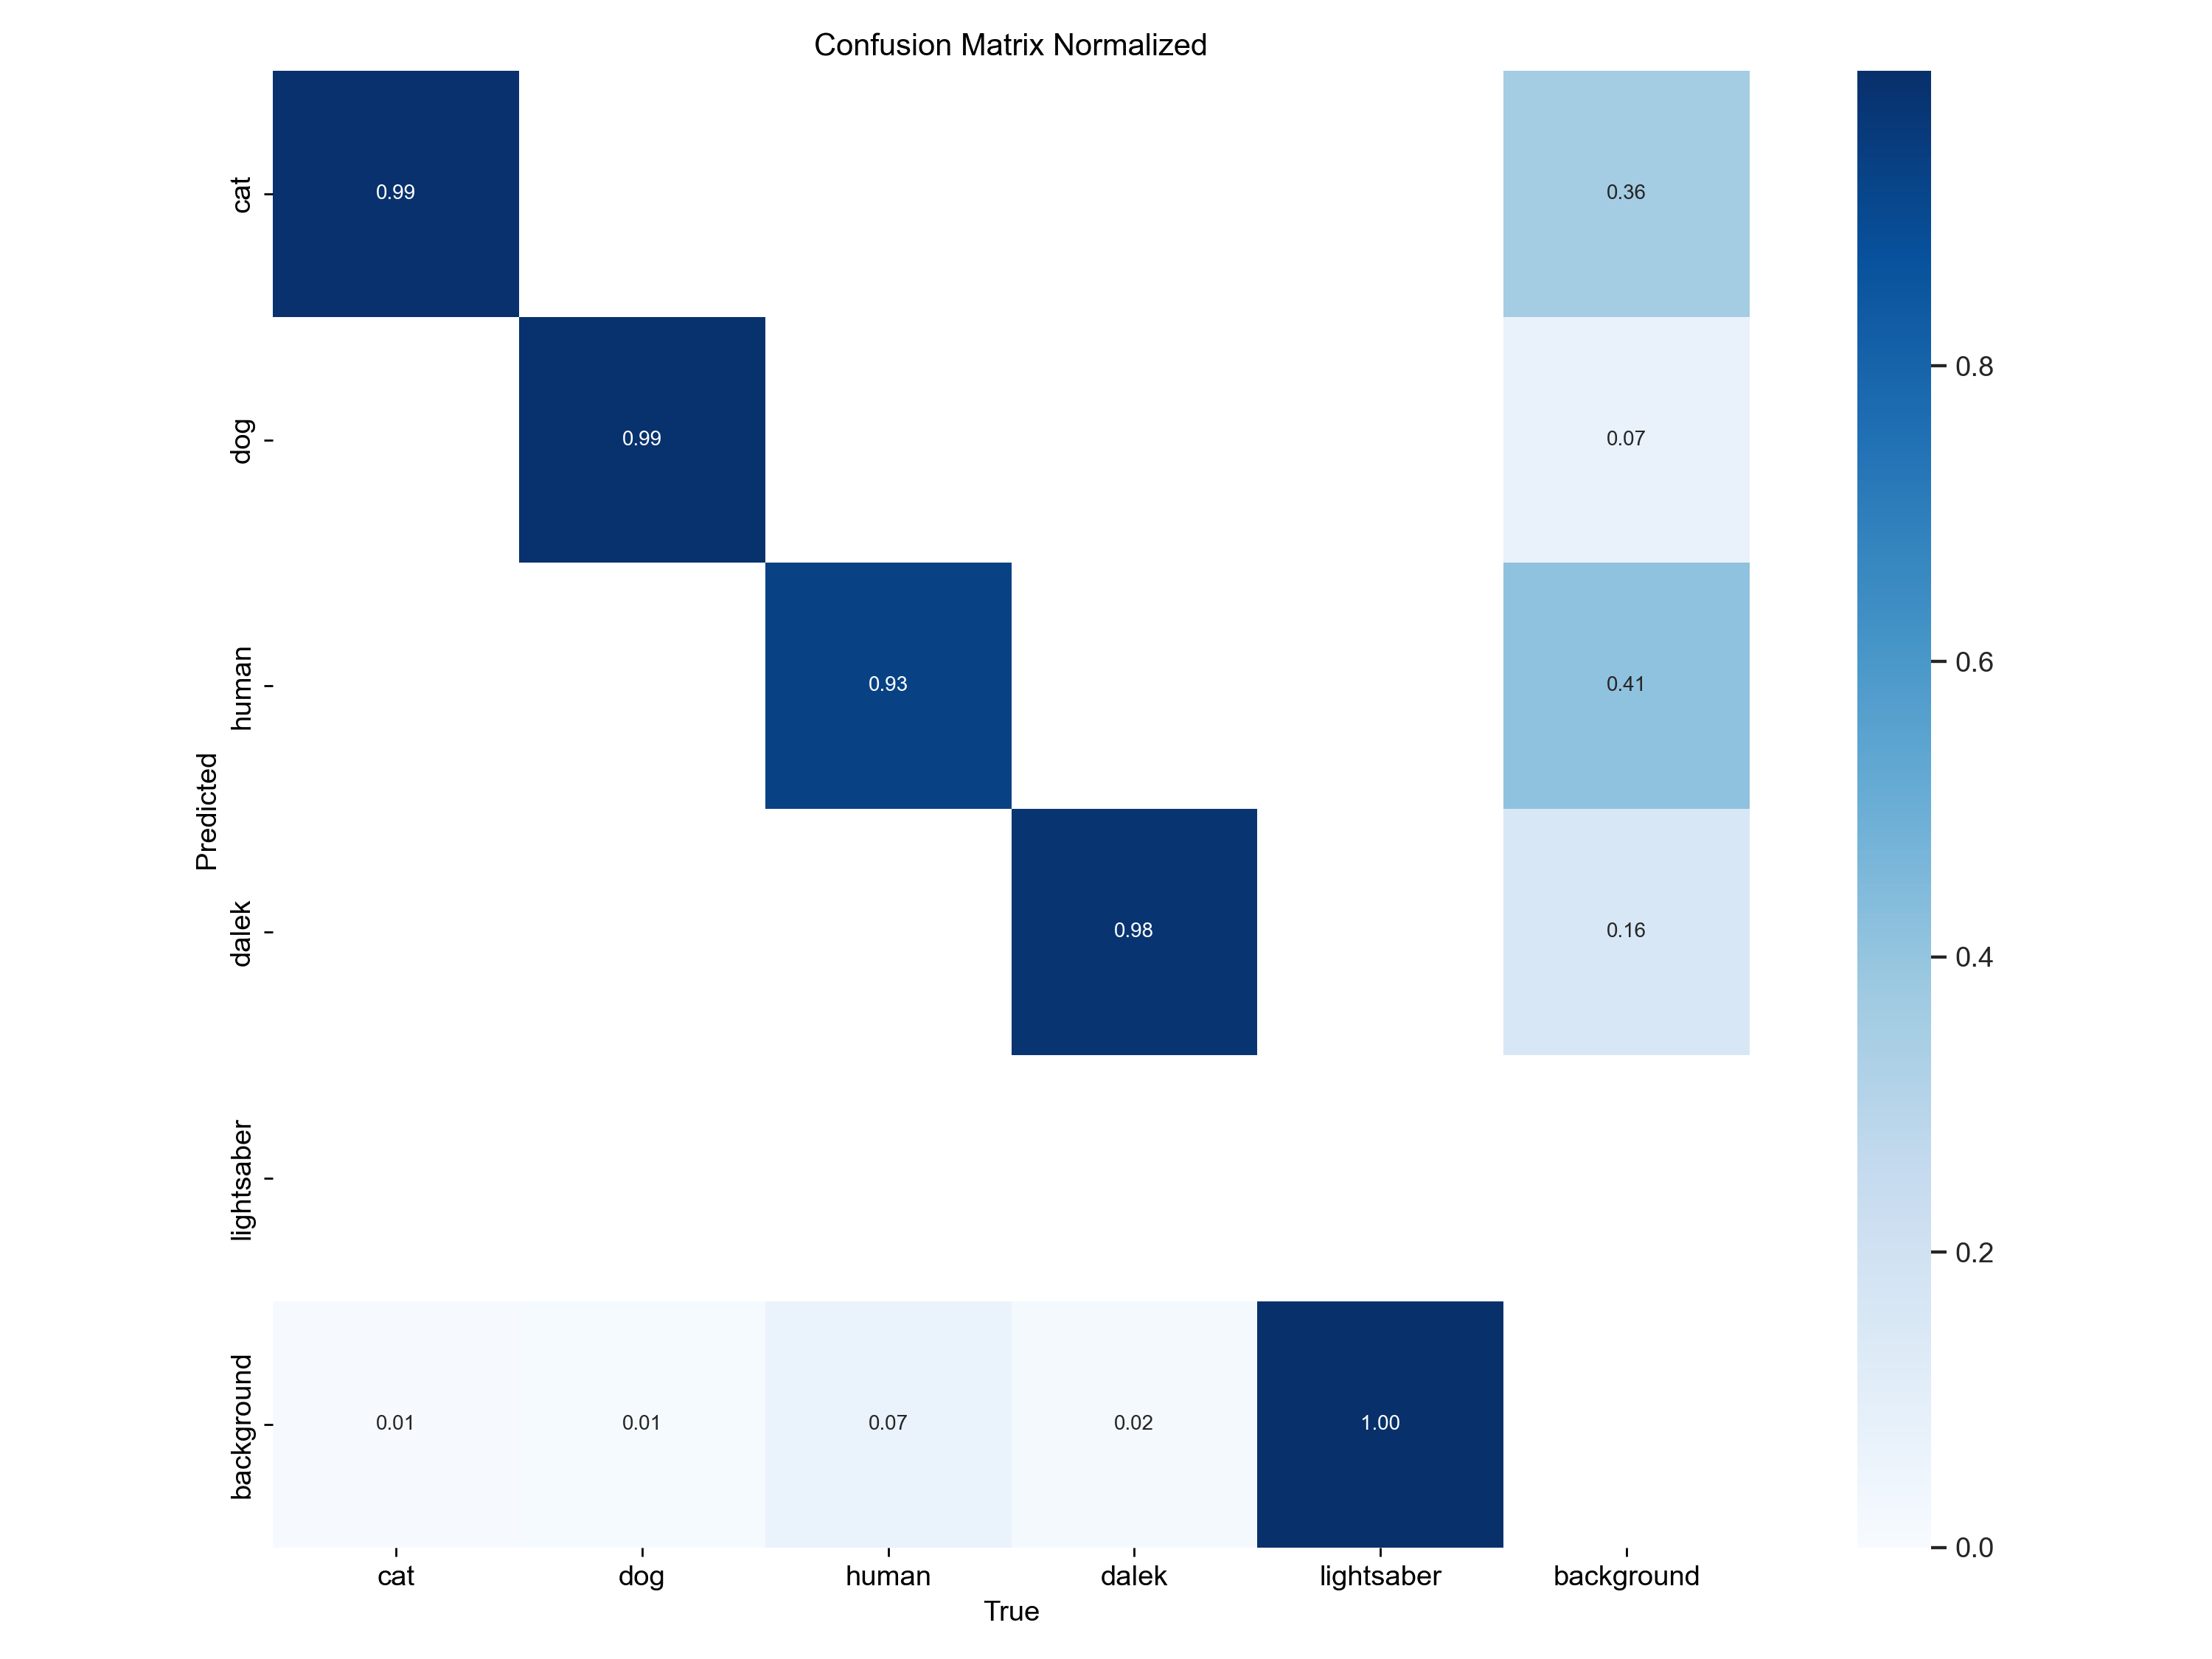 Confusion Matrix Normalized
cat
0.99
0.36
dog
0.99
0.07
0.8
human
0.93
0.41
0.6
Predicted
dalek
0.98
0.16
0.4
lightsaber
0.2
background
0.01
0.01
0.07
0.02
1.00
0.0
cat
dog
human
dalek
lightsaber
background
True